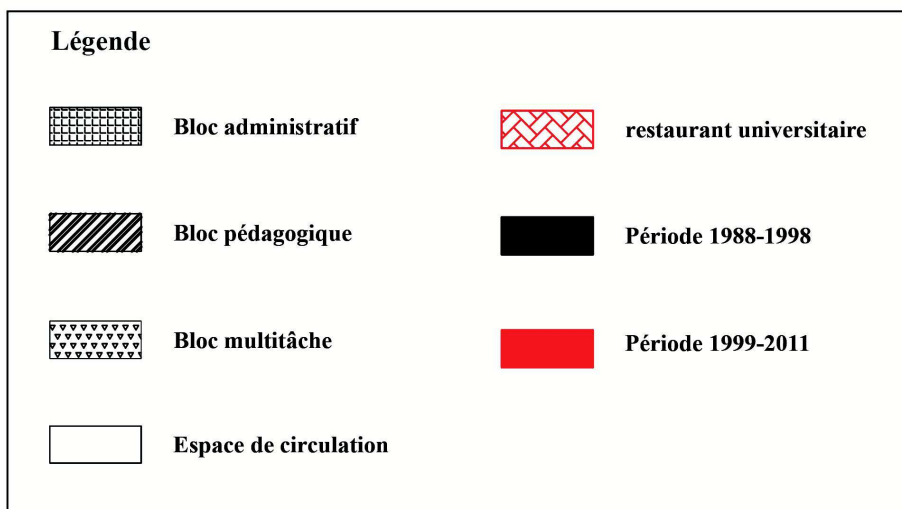 Légende
Bloc administratif
Bloc pédagogique
Bloc multitâche
Espace de circulation
restaurant universitaire
Période 1988-1998
Période 1999-2011